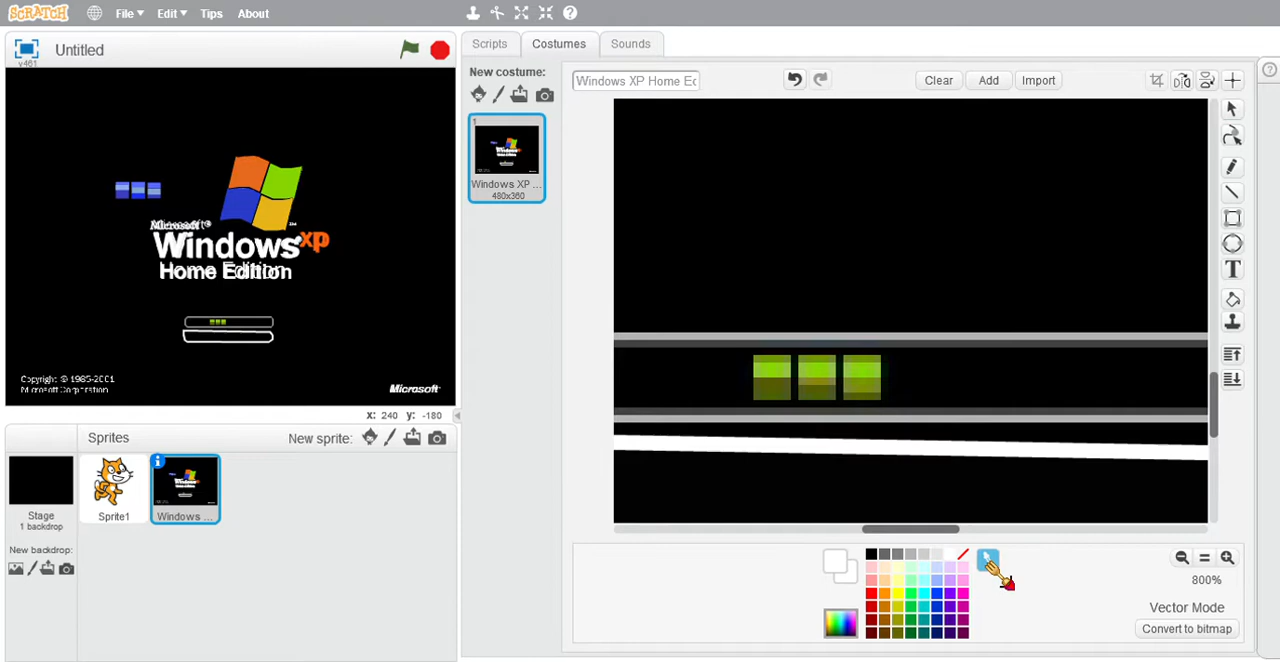 SCRATCH File Edit Tips About
v461 Untitled
Microsoft®
Windows xp
Home Edition
Copyright © 1985-2001
Microsoft Corporation
Microsoft
x: 240 y: -180
Sprites New sprite:
Stage
1 backdrop
New backdrop:
Sprite1
Windows ...
Scripts Costumes Sounds
New costume:
1
Windows XP ...
480x360
Windows XP Home Ec
Clear Add Import
T
800%
Vector Mode
Convert to bitmap